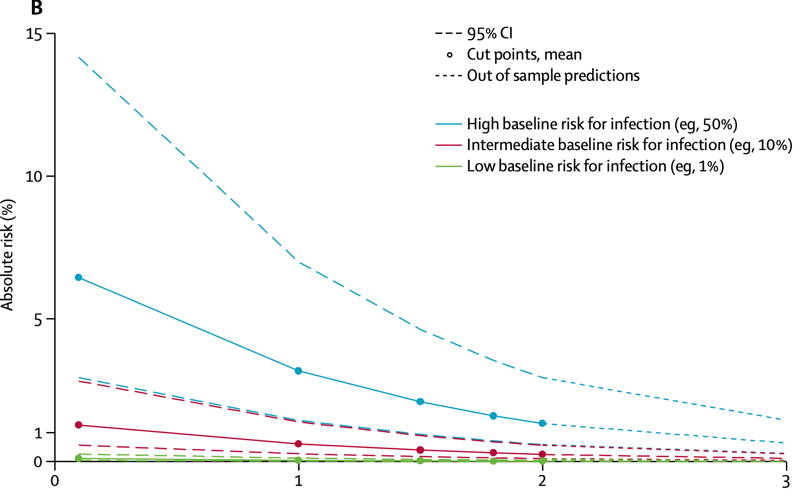 B
15
10
5
1
0
Absolute risk (%)
95% CI
Cut points, mean
Out of sample predictions
High baseline risk for infection (eg, 50%)
Intermediate baseline risk for infection (eg, 10%)
Low baseline risk for infection (eg, 1%)
0 1 2 3